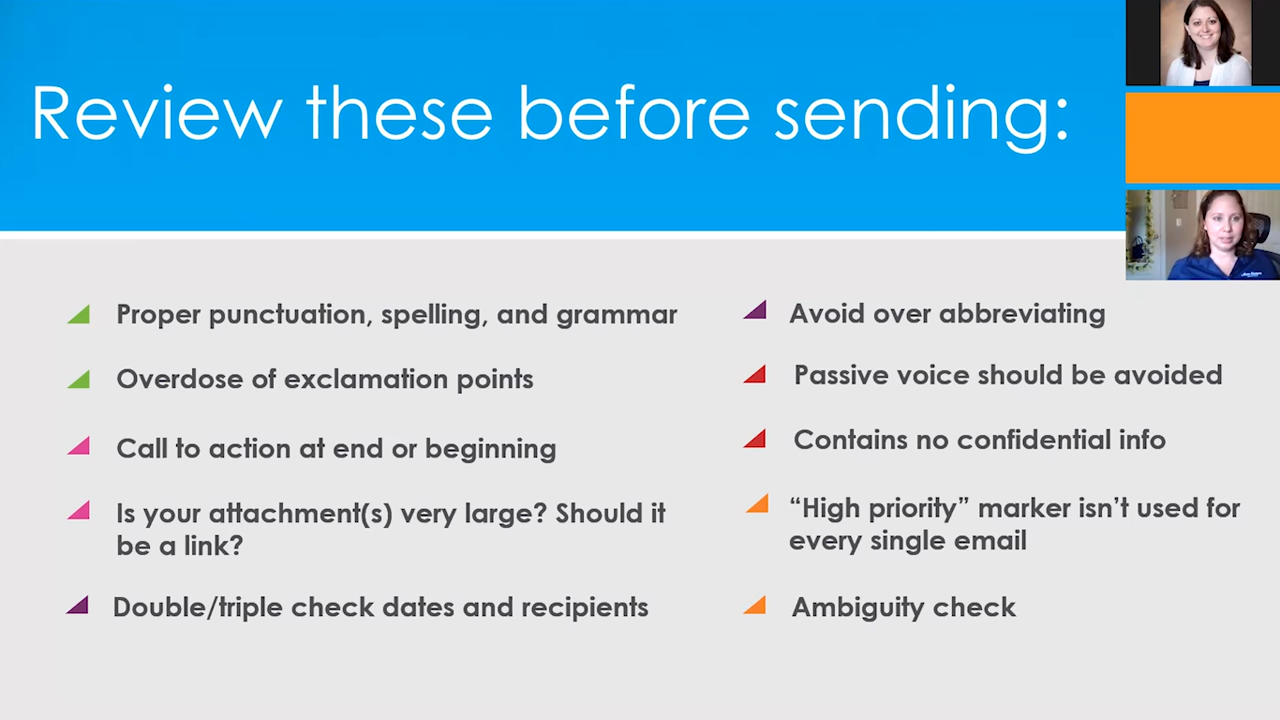 Review these before sending:
Proper punctuation, spelling, and grammar
Overdose of exclamation points
Call to action at end or beginning
Is your attachment(s) very large? Should it
be a link?
Double/triple check dates and recipients
Avoid over abbreviating
Passive voice should be avoided
Contains no confidential info
“High priority” marker isn’t used for
every single email
Ambiguity check